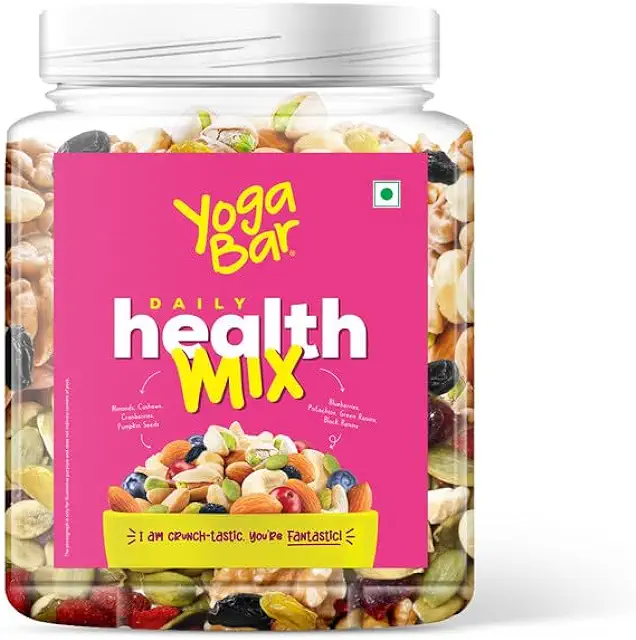 Yoga
Bar®
DAILY
health
MIX
Almonds, Cashews,
Cranberries,
Pumpkin Seeds
Blueberries,
Pistachios, Green Raisins,
Black Raisins
I am crunch-tastic, you're Fantastic!